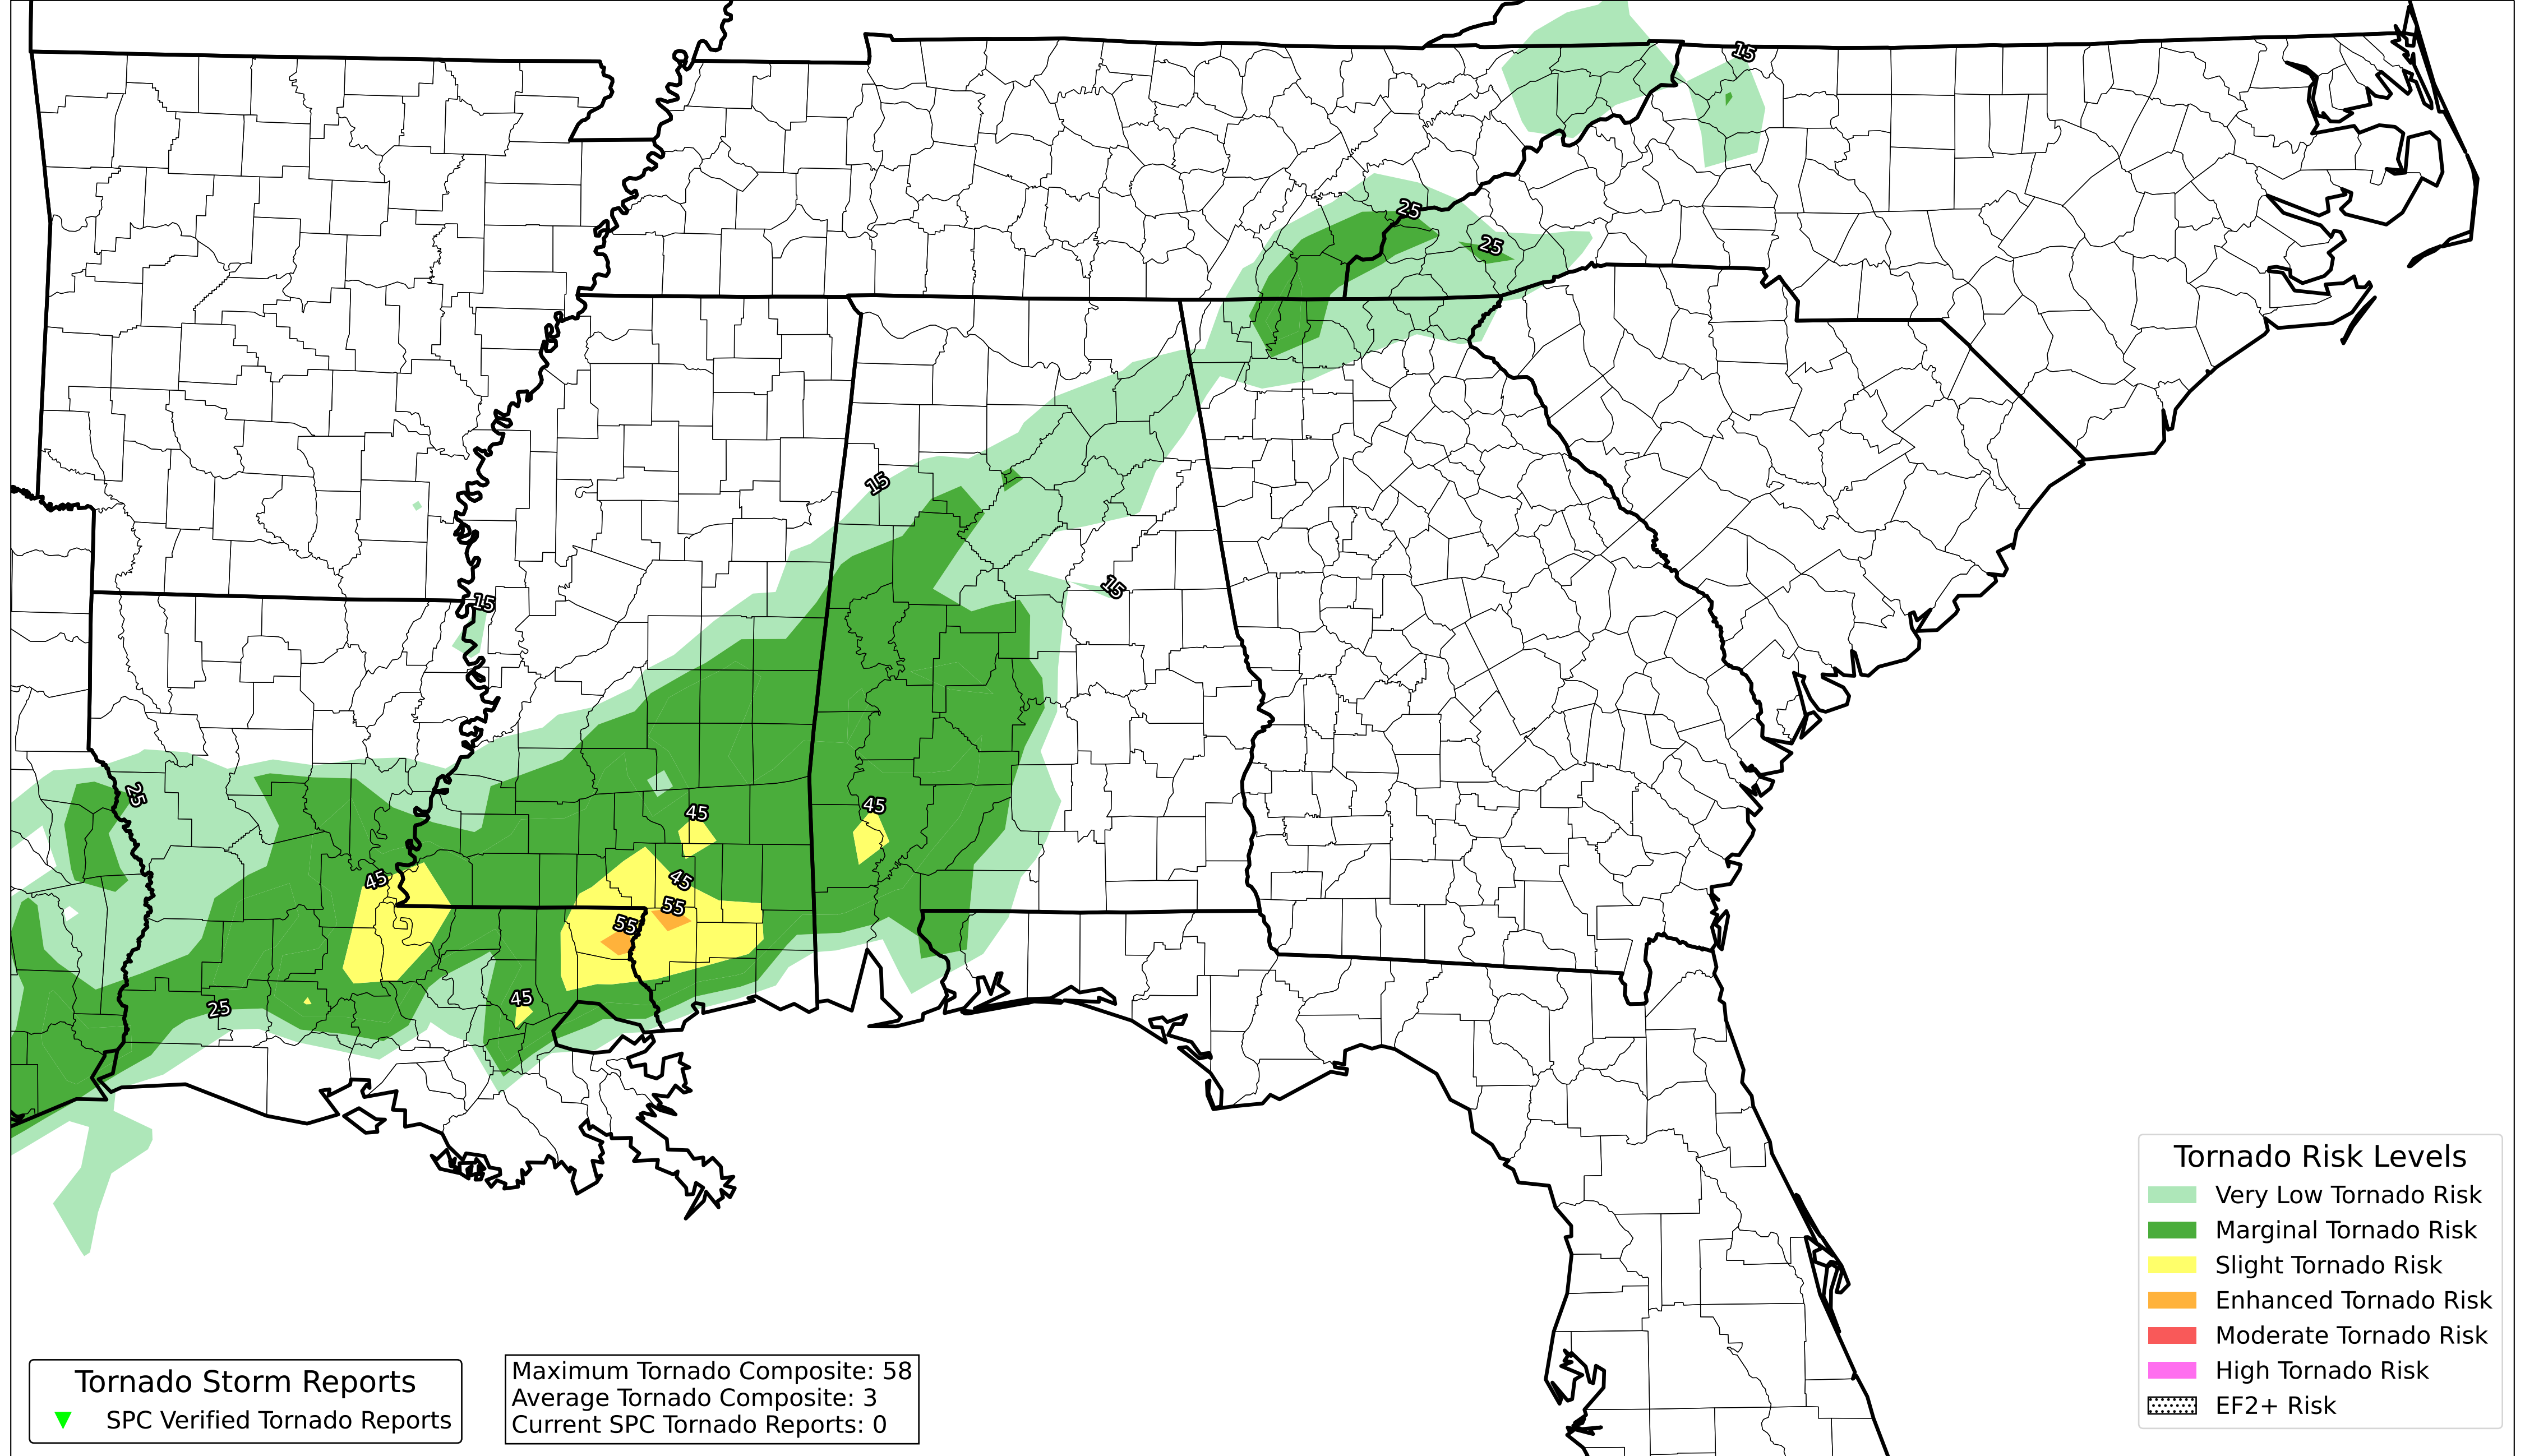 15
25
25
15
15
15
25
45
45
45
45
55
55
45
25
Tornado Risk Levels
Very Low Tornado Risk
Marginal Tornado Risk
Slight Tornado Risk
Enhanced Tornado Risk
Moderate Tornado Risk
High Tornado Risk
EF2+ Risk
Tornado Storm Reports
SPC Verified Tornado Reports
Maximum Tornado Composite: 58
Average Tornado Composite: 3
Current SPC Tornado Reports: 0